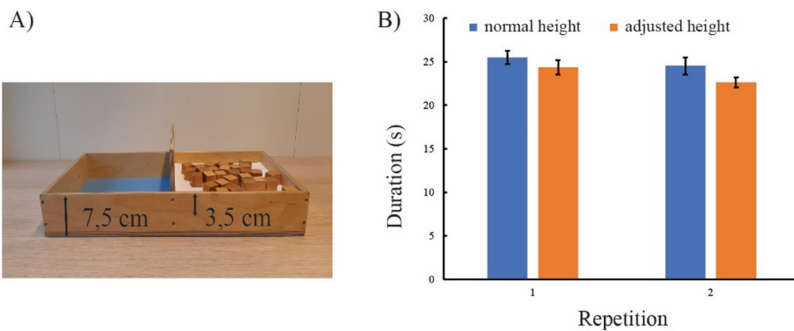 A)
7,5 cm
3,5 cm
B)
normal height
adjusted height
30
25
20
15
10
5
0
Duration (s)
1
2
Repetition